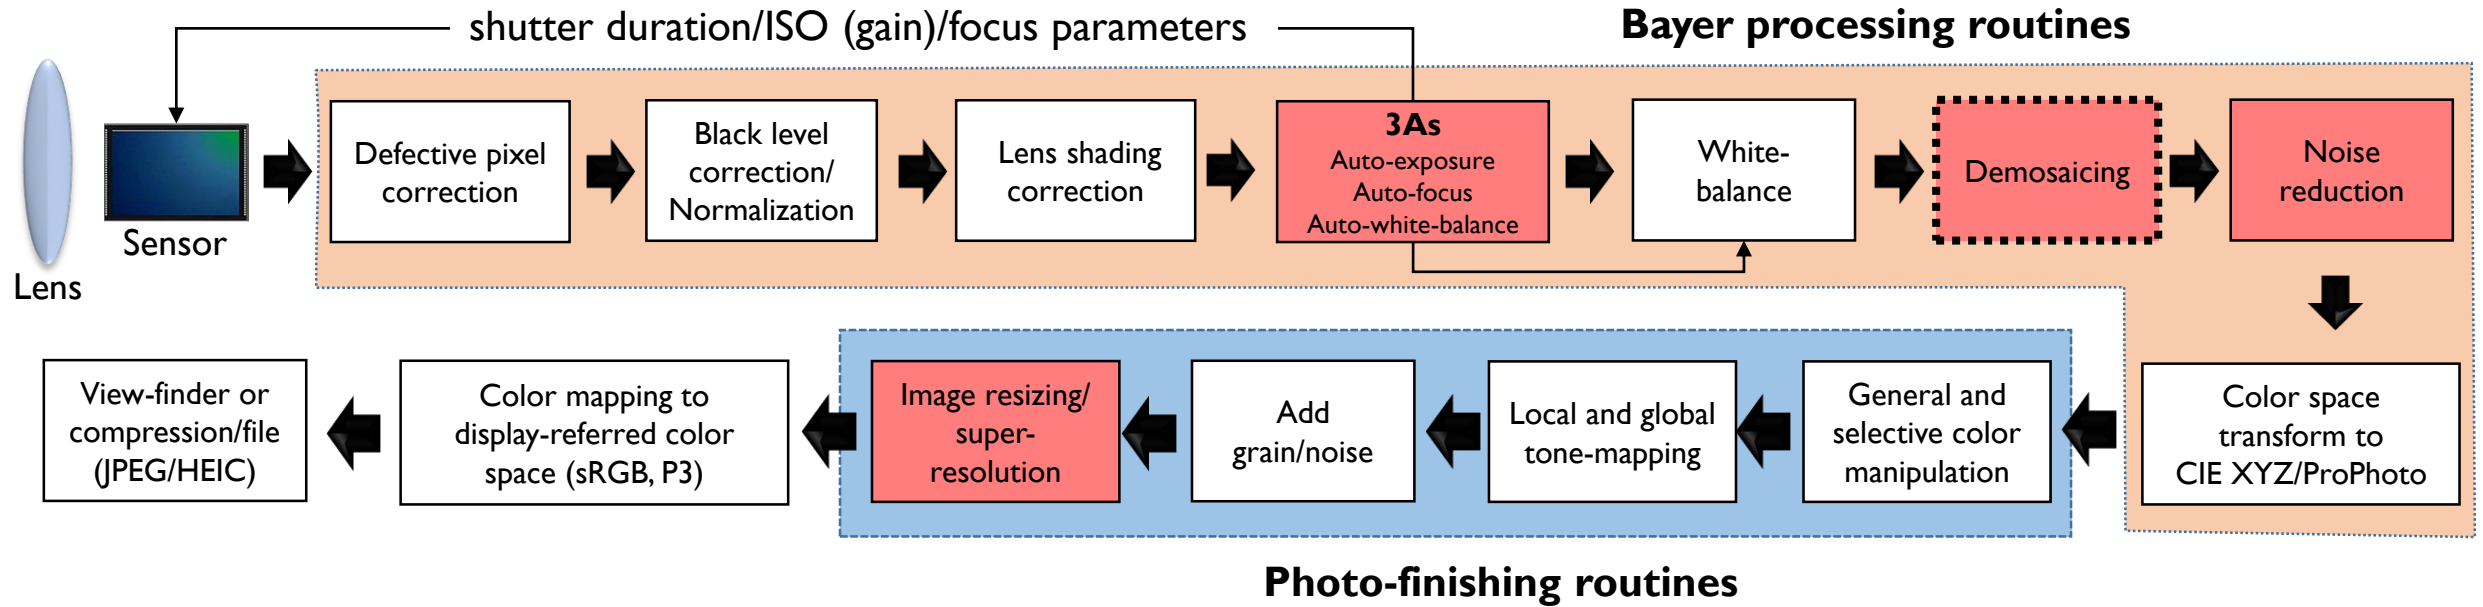 shutter duration/ISO (gain)/focus parameters
Bayer processing routines
Lens
Sensor
Defective pixel
correction
Black level
correction/
Normalization
Lens shading
correction
3As
Auto-exposure
Auto-focus
Auto-white-balance
White-
balance
Demosaicing
Noise
reduction
Color space
transform to
CIE XYZ/ProPhoto
General and
selective color
manipulation
Local and global
tone-mapping
Add
grain/noise
Image resizing/
super-
resolution
Color mapping to
display-referred color
space (sRGB, P3)
View-finder or
compression/file
(JPEG/HEIC)
Photo-finishing routines